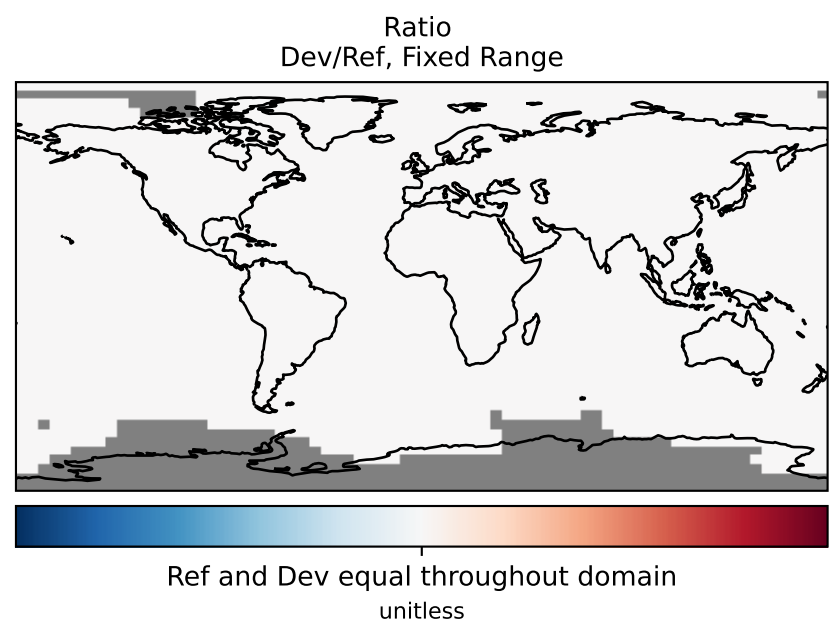 Ratio
Dev/Ref, Fixed Range
Ref and Dev equal throughout domain
unitless